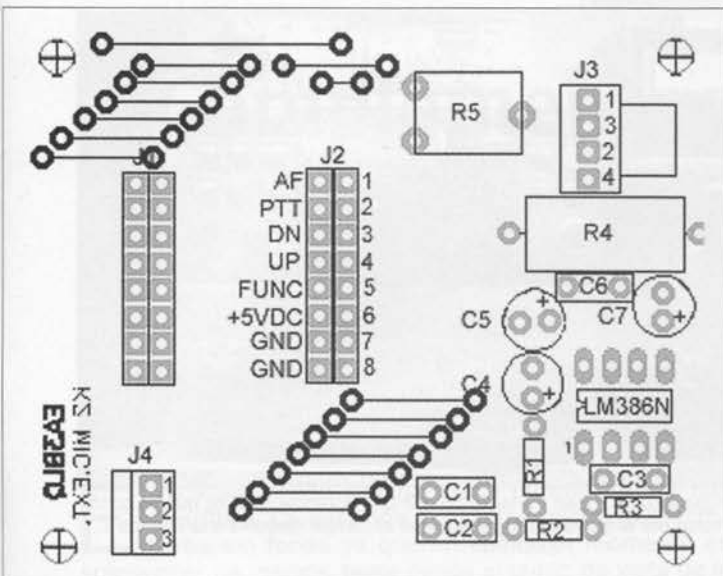 J3
1
3
2
4
R5
J1
J2
AF 1
PTT 2
DN 3
UP 4
FUNC 5
+5VDC 6
GND 7
GND 8
R4
C6
C5 +
C7 +
C4 +
LM386N
1
K2 MIC'EXT'
J4
1
2
3
R1
C1
C2
C3
R3
R2